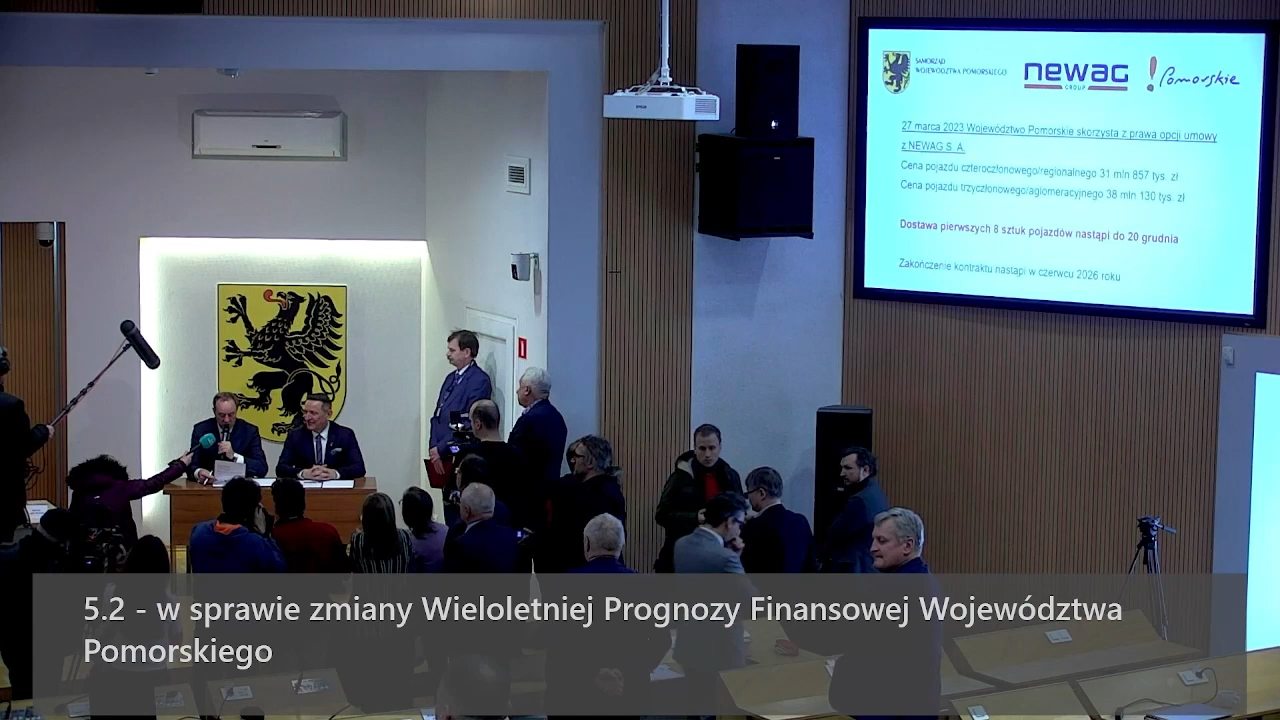 SAMORZĄD
WOJEWÓDZTWA POMORSKIEGO
newag
GROUP
Pomorskie
27 marca 2023 Województwo Pomorskie skorzysta z prawa opcji umowy
z NEWAG S. A.
Cena pojazdu czteroczłonowego/regionalnego 31 mln 857 tys. zł
Cena pojazdu trzyczłonowego/aglomeracyjnego 38 mln 130 tys. zł
Dostawa pierwszych 8 sztuk pojazdów nastąpi do 20 grudnia
Zakończenie kontraktu nastąpi w czerwcu 2026 roku
5.2 - w sprawie zmiany Wieloletniej Prognozy Finansowej Województwa
Pomorskiego